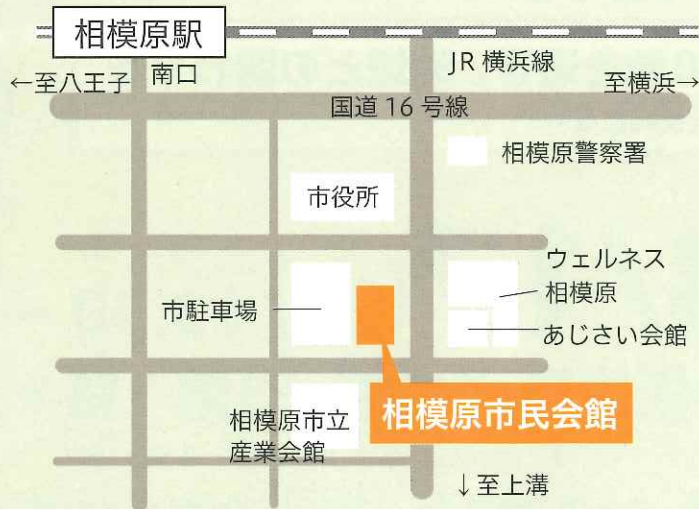 相模原駅
南口
JR 横浜線
←至八王子
至横浜→
国道 16 号線
相模原警察署
市役所
ウェルネス
相模原
市駐車場
あじさい会館
相模原市民会館
相模原市立
産業会館
↓至上溝